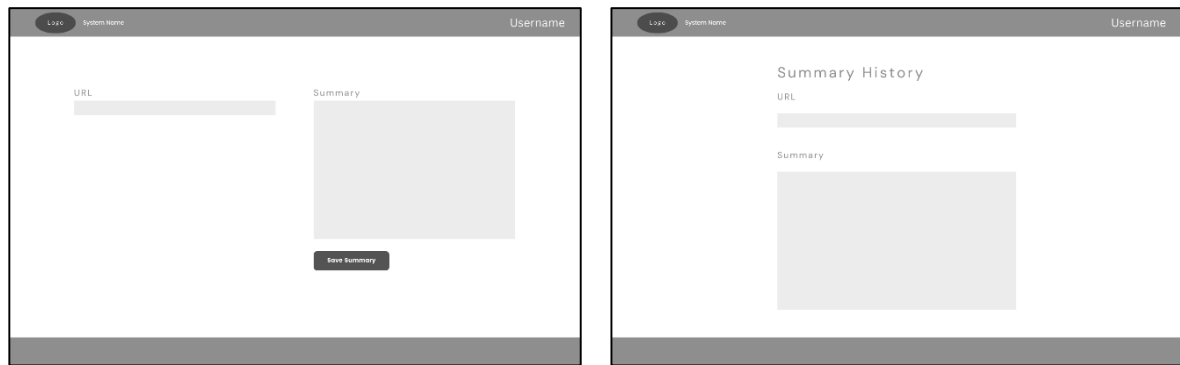 Logo System Name Username
URL
Summary
Save Summary
Logo System Name Username
Summary History
URL
Summary